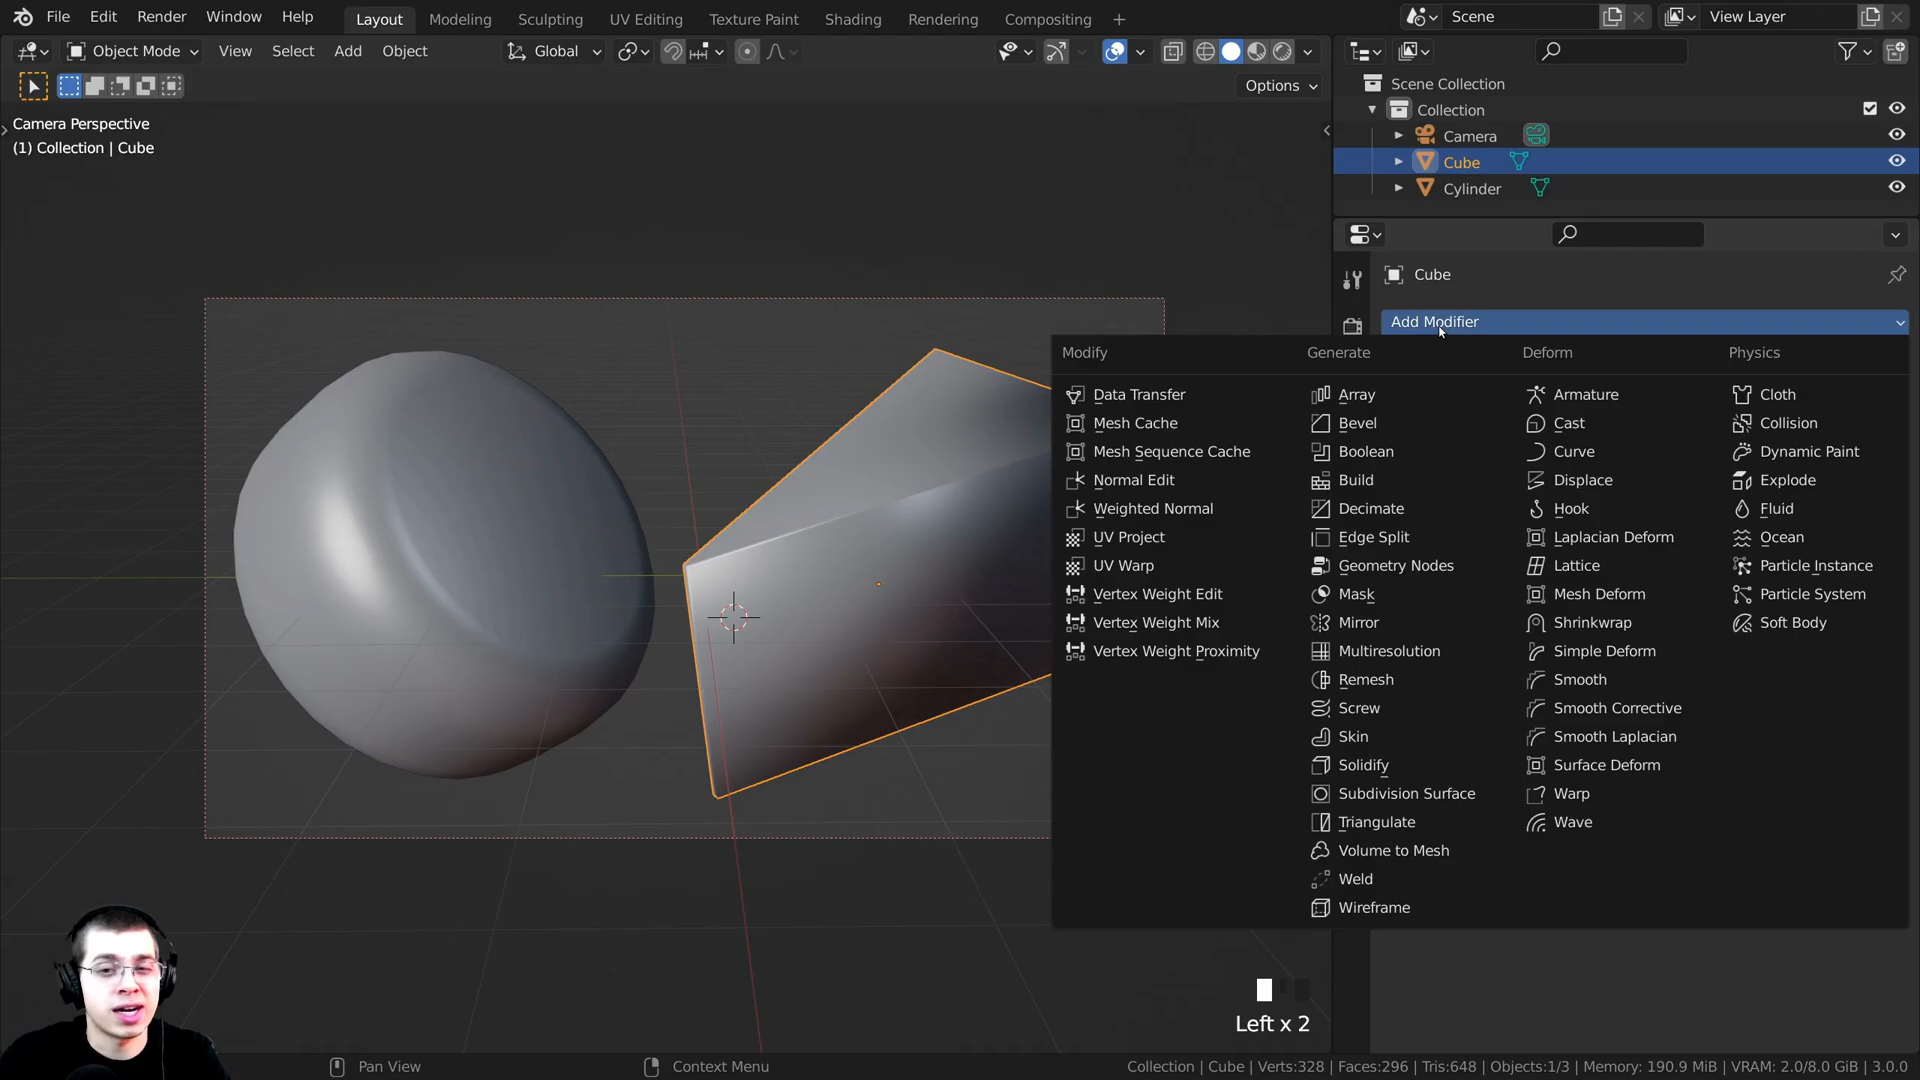 File Edit Render Window Help Layout Modeling Sculpting UV Editing Texture Paint Shading Rendering Compositing + Scene View Layer
Object Mode View Select Add Object Global
Options
Camera Perspective
(1) Collection | Cube
Scene Collection
Collection
Camera
Cube
Cylinder
Cube
Add Modifier
Modify
Data Transfer
Mesh Cache
Mesh Sequence Cache
Normal Edit
Weighted Normal
UV Project
UV Warp
Vertex Weight Edit
Vertex Weight Mix
Vertex Weight Proximity
Generate
Array
Bevel
Boolean
Build
Decimate
Edge Split
Geometry Nodes
Mask
Mirror
Multiresolution
Remesh
Screw
Skin
Solidify
Subdivision Surface
Triangulate
Volume to Mesh
Weld
Wireframe
Deform
Armature
Cast
Curve
Displace
Hook
Laplacian Deform
Lattice
Mesh Deform
Shrinkwrap
Simple Deform
Smooth
Smooth Corrective
Smooth Laplacian
Surface Deform
Warp
Wave
Physics
Cloth
Collision
Dynamic Paint
Explode
Fluid
Ocean
Particle Instance
Particle System
Soft Body
Left x 2
Pan View Context Menu Collection | Cube | Verts:328 | Faces:296 | Tris:648 | Objects:1/3 | Memory: 190.9 MiB | VRAM: 2.0/8.0 GiB | 3.0.0